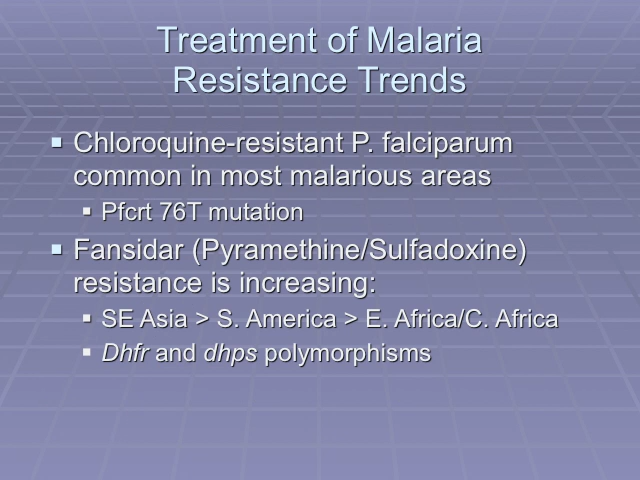 Treatment of Malaria
Resistance Trends
Chloroquine-resistant P. falciparum
common in most malarious areas
Pfcrt 76T mutation
Fansidar (Pyramethine/Sulfadoxine)
resistance is increasing:
SE Asia > S. America > E. Africa/C. Africa
Dhfr and dhps polymorphisms